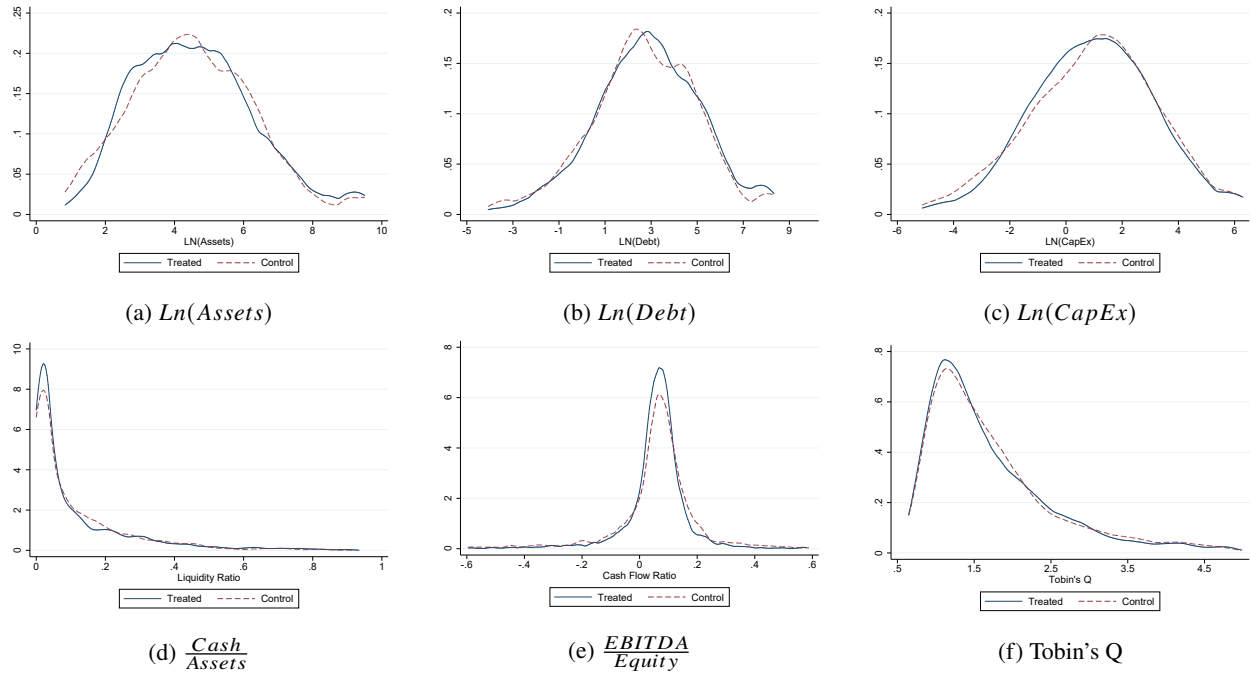 .25
.2
.15
.1
.05
0
0 2 4 6 8 10
LN(Assets)
Treated Control
(a) Ln(Assets)
.2
.15
.1
.05
0
-5 -3 -1 1 3 5 7 9
LN(Debt)
Treated Control
(b) Ln(Debt)
.2
.15
.1
.05
0
-6 -4 -2 0 2 4 6
LN(CapEx)
Treated Control
(c) Ln(CapEx)
10
8
6
4
2
0
0 .2 .4 .6 .8 1
Liquidity Ratio
Treated Control
(d) Cash
Assets
8
6
4
2
0
-.6 -.4 -.2 0 .2 .4 .6
Cash Flow Ratio
Treated Control
(e) EBITDA
Equity
.8
.6
.4
.2
0
.5 1.5 2.5 3.5 4.5
Tobin's Q
Treated Control
(f) Tobin's Q